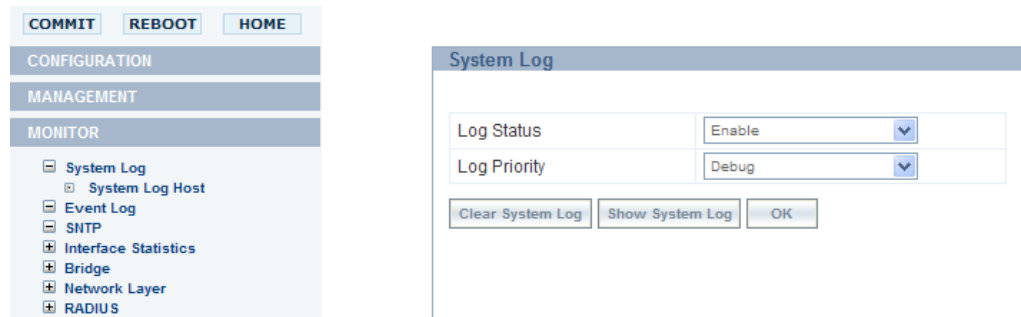 COMMIT REBOOT HOME
CONFIGURATION
MANAGEMENT
MONITOR
System Log
System Log Host
Event Log
SNTP
Interface Statistics
Bridge
Network Layer
RADIUS
System Log
Log Status Enable
Log Priority Debug
Clear System Log Show System Log OK